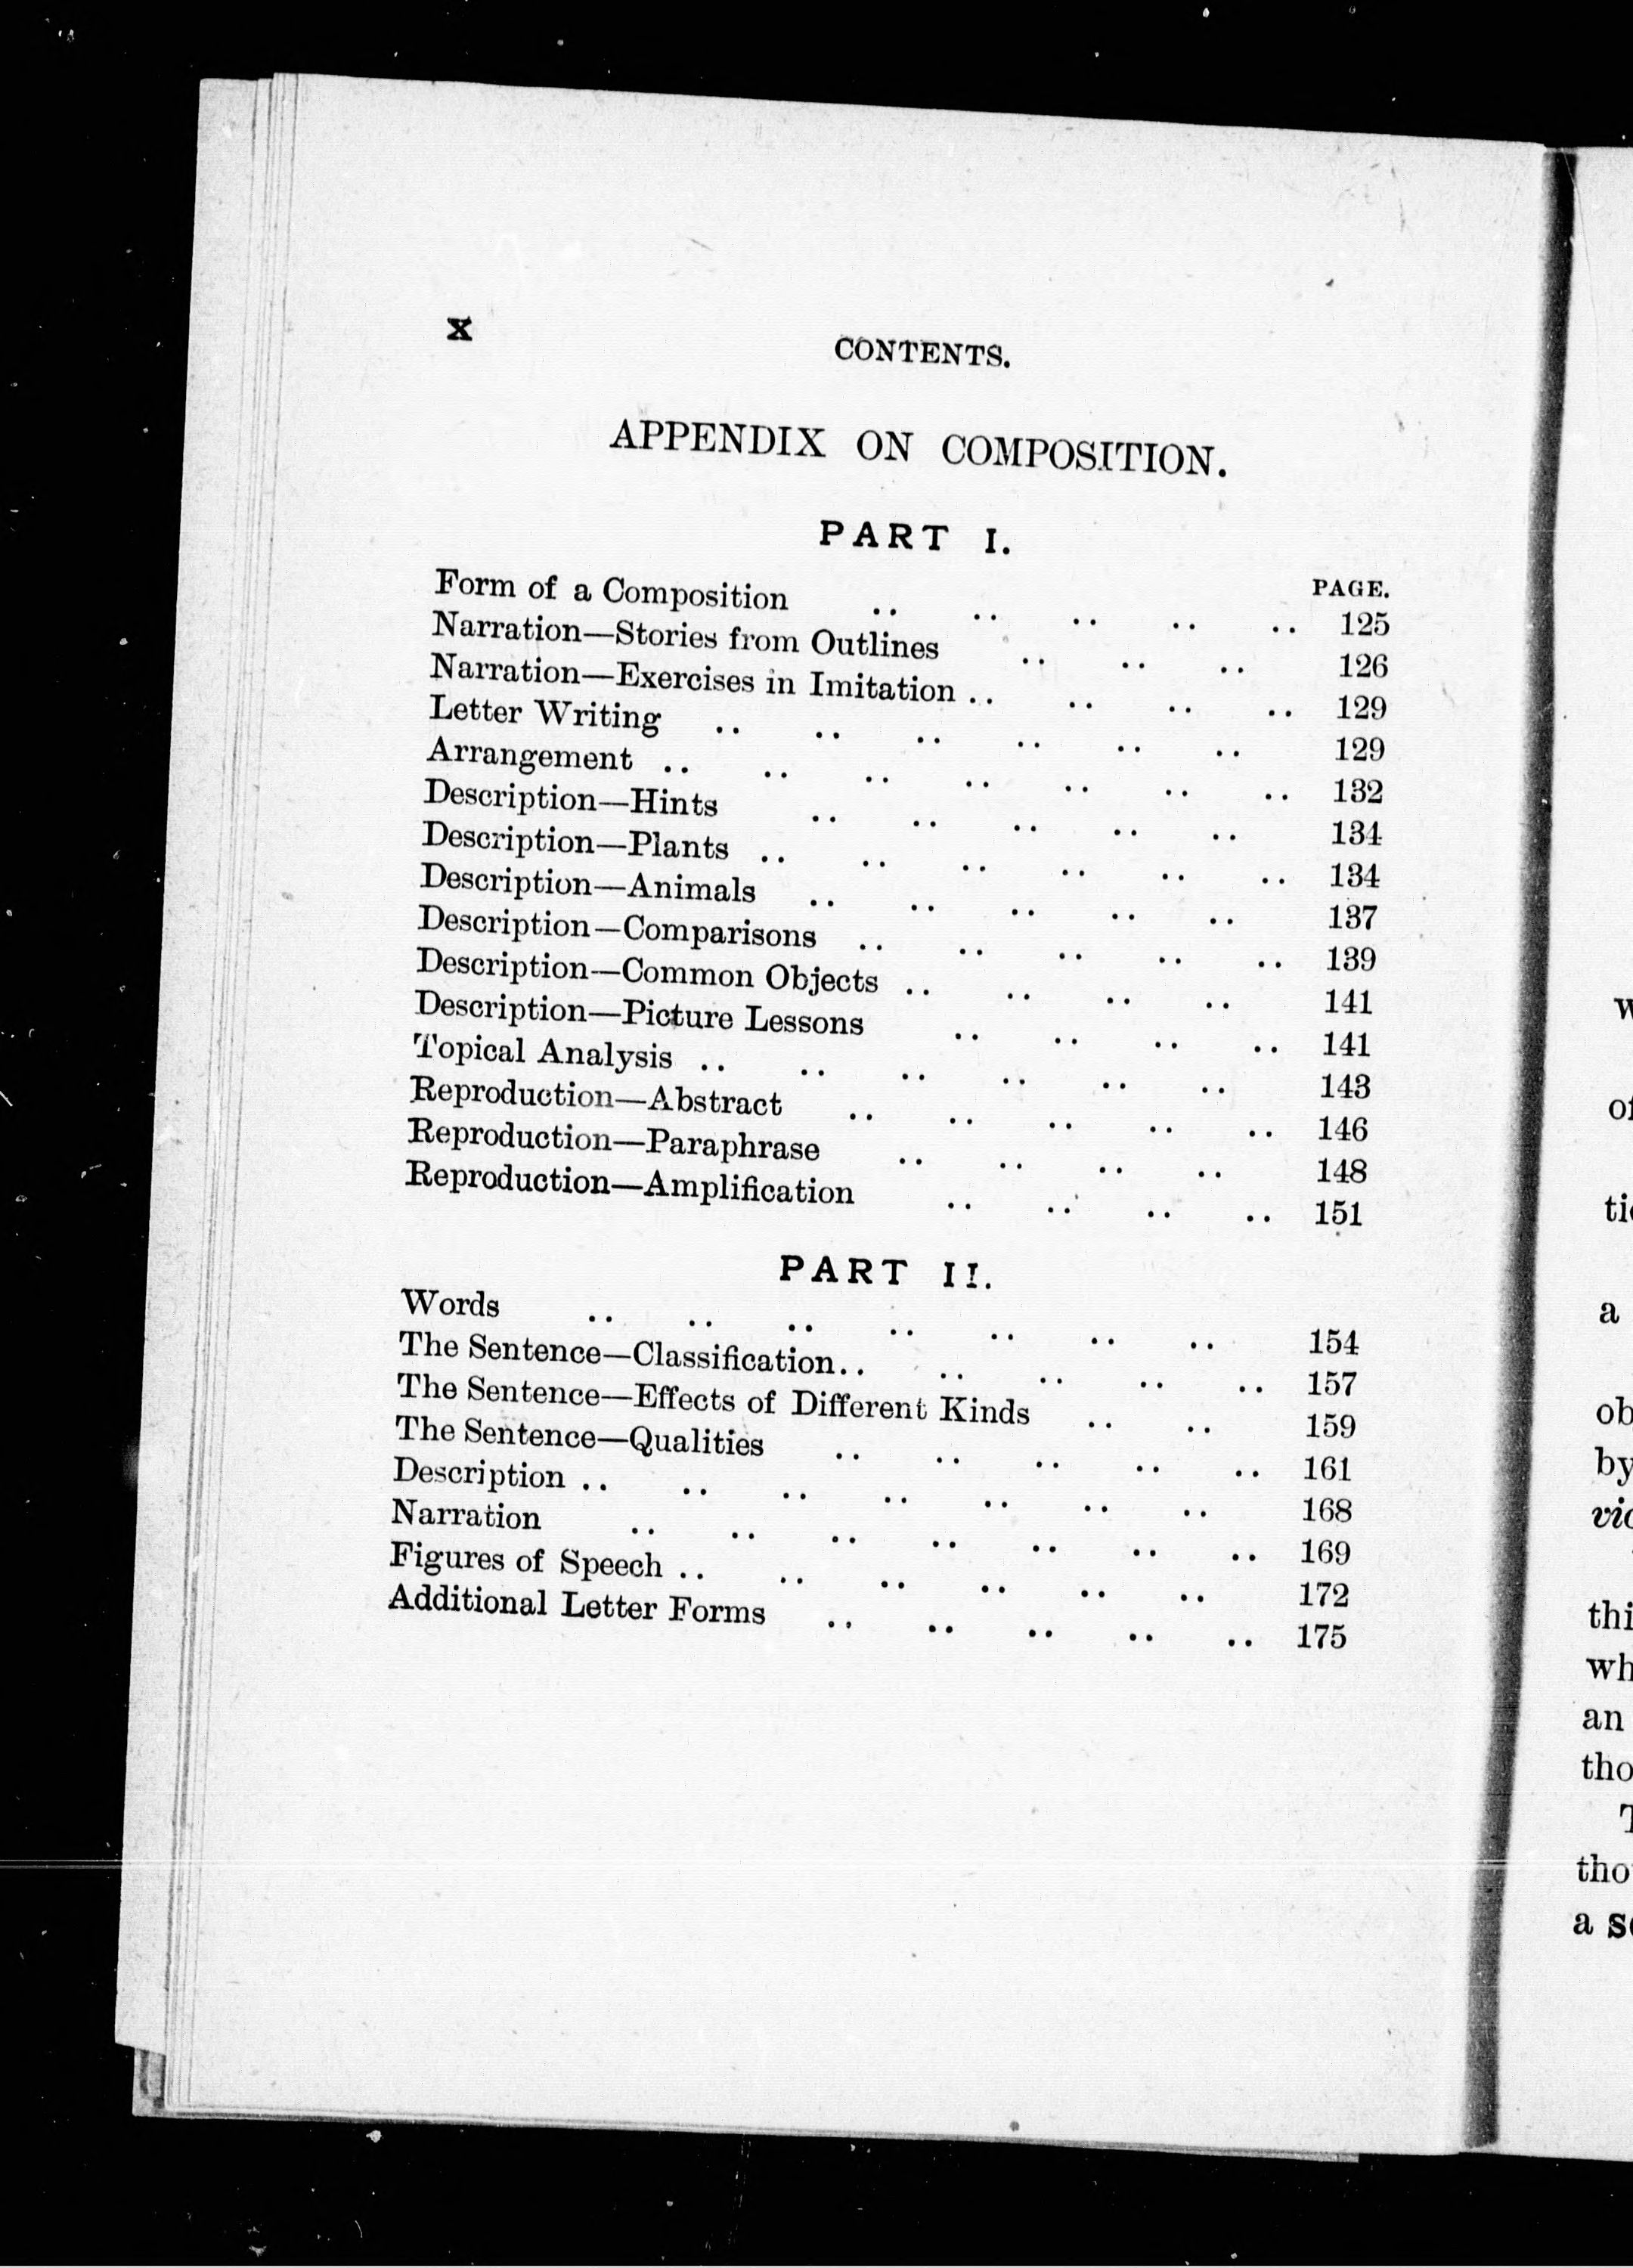 x
CONTENTS.
APPENDIX ON COMPOSITION.
PART I.
PAGE.
Form of a Composition .. .. .. .. .. 125
Narration—Stories from Outlines .. .. .. 126
Narration—Exercises in Imitation .. .. .. .. 129
Letter Writing .. .. .. .. .. .. 129
Arrangement .. .. .. .. .. .. .. 132
Description—Hints .. .. .. .. .. 134
Description—Plants .. .. .. .. .. .. 134
Description—Animals .. .. .. .. .. 137
Description—Comparisons .. .. .. .. .. 139
Description—Common Objects .. .. .. .. 141
Description—Picture Lessons .. .. .. .. 141
Topical Analysis .. .. .. .. .. .. 143
Reproduction—Abstract .. .. .. .. .. 146
Reproduction—Paraphrase .. .. .. .. 148
Reproduction—Amplification .. .. .. .. 151
PART II.
Words .. .. .. .. .. .. .. 154
The Sentence—Classification.. .. .. .. .. 157
The Sentence—Effects of Different Kinds .. .. 159
The Sentence—Qualities .. .. .. .. .. 161
Description .. .. .. .. .. .. .. 168
Narration .. .. .. .. .. .. .. 169
Figures of Speech .. .. .. .. .. .. 172
Additional Letter Forms .. .. .. .. .. 175
a
by
an